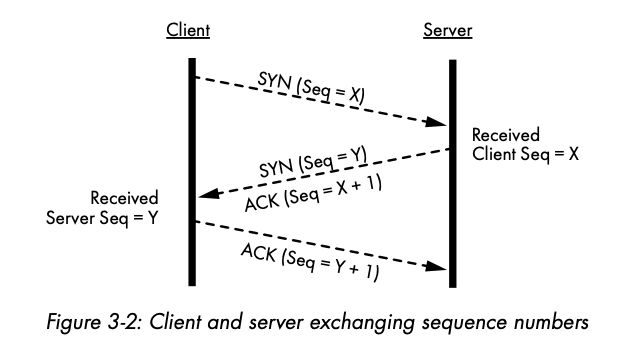 Client
Server
SYN (Seq = X)
Received
Client Seq = X
SYN (Seq = Y)
ACK (Seq = X + 1)
Received
Server Seq = Y
ACK (Seq = Y + 1)
Figure 3-2: Client and server exchanging sequence numbers